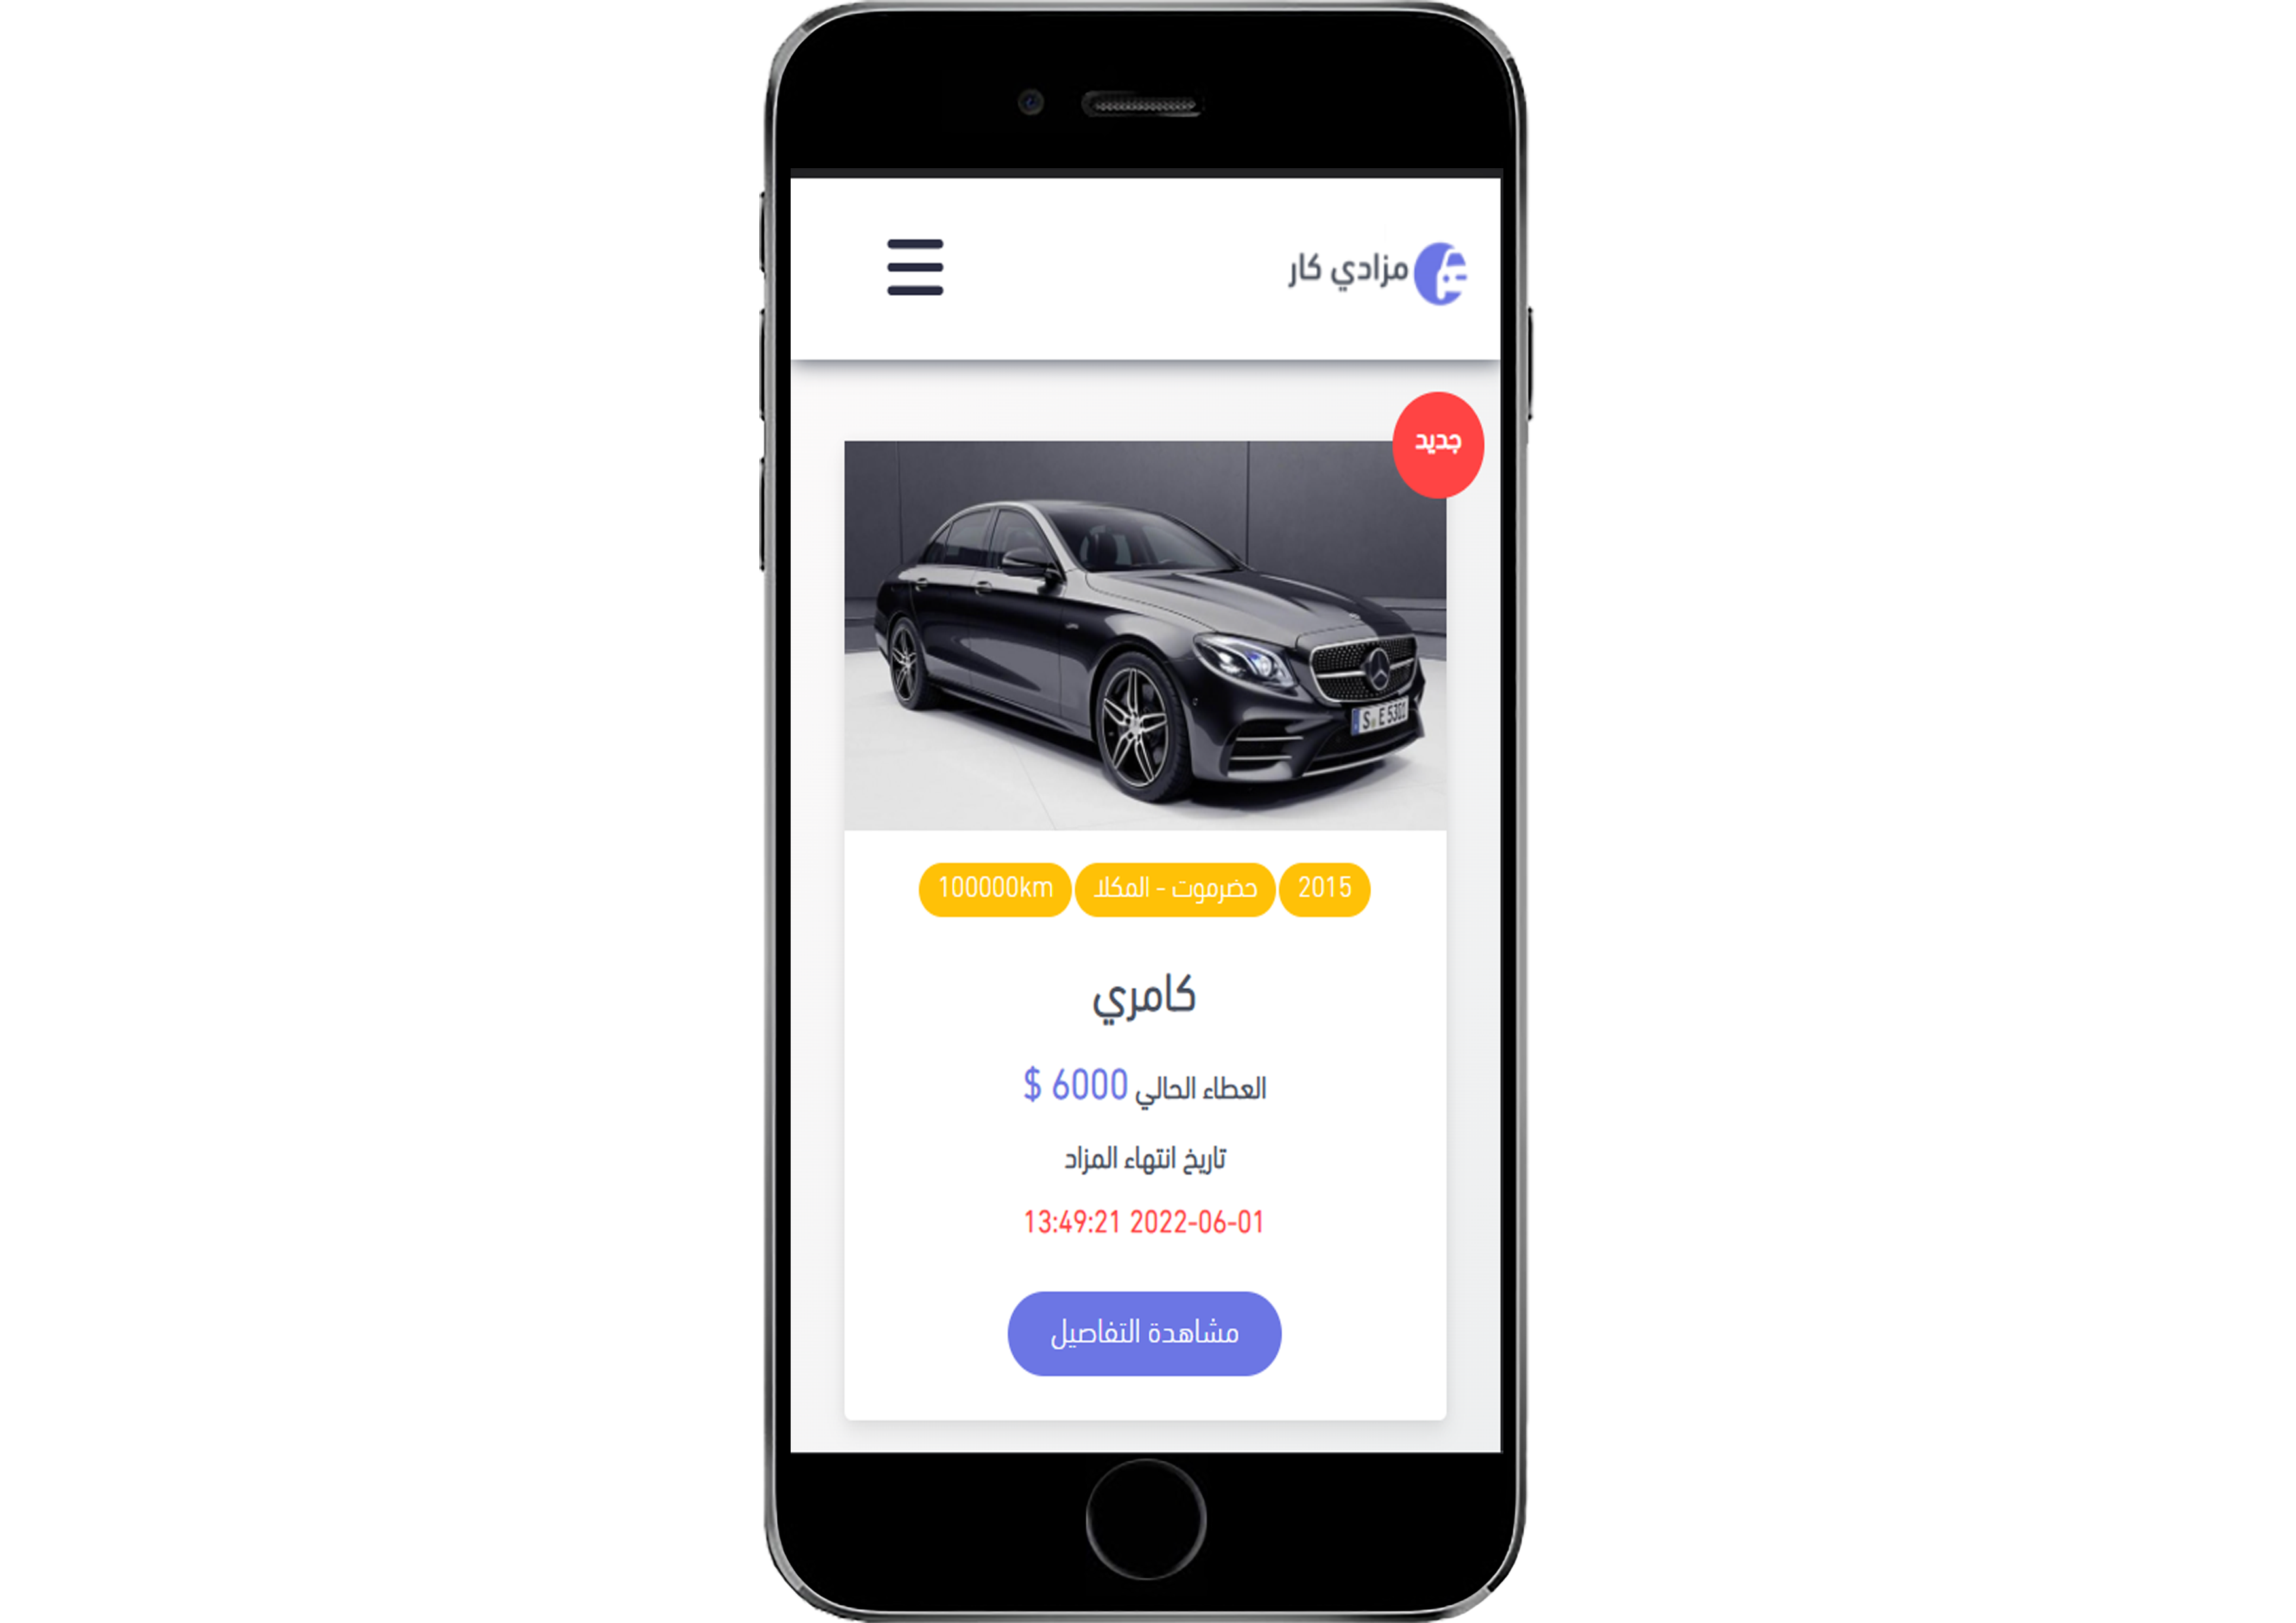 مزادي كار
جديد
S E 5301
2015 حضرموت - المكلا 100000km
كامري
العطاء الحالي 6000 $
تاريخ انتهاء المزاد
2022-06-01 13:49:21
مشاهدة التفاصيل